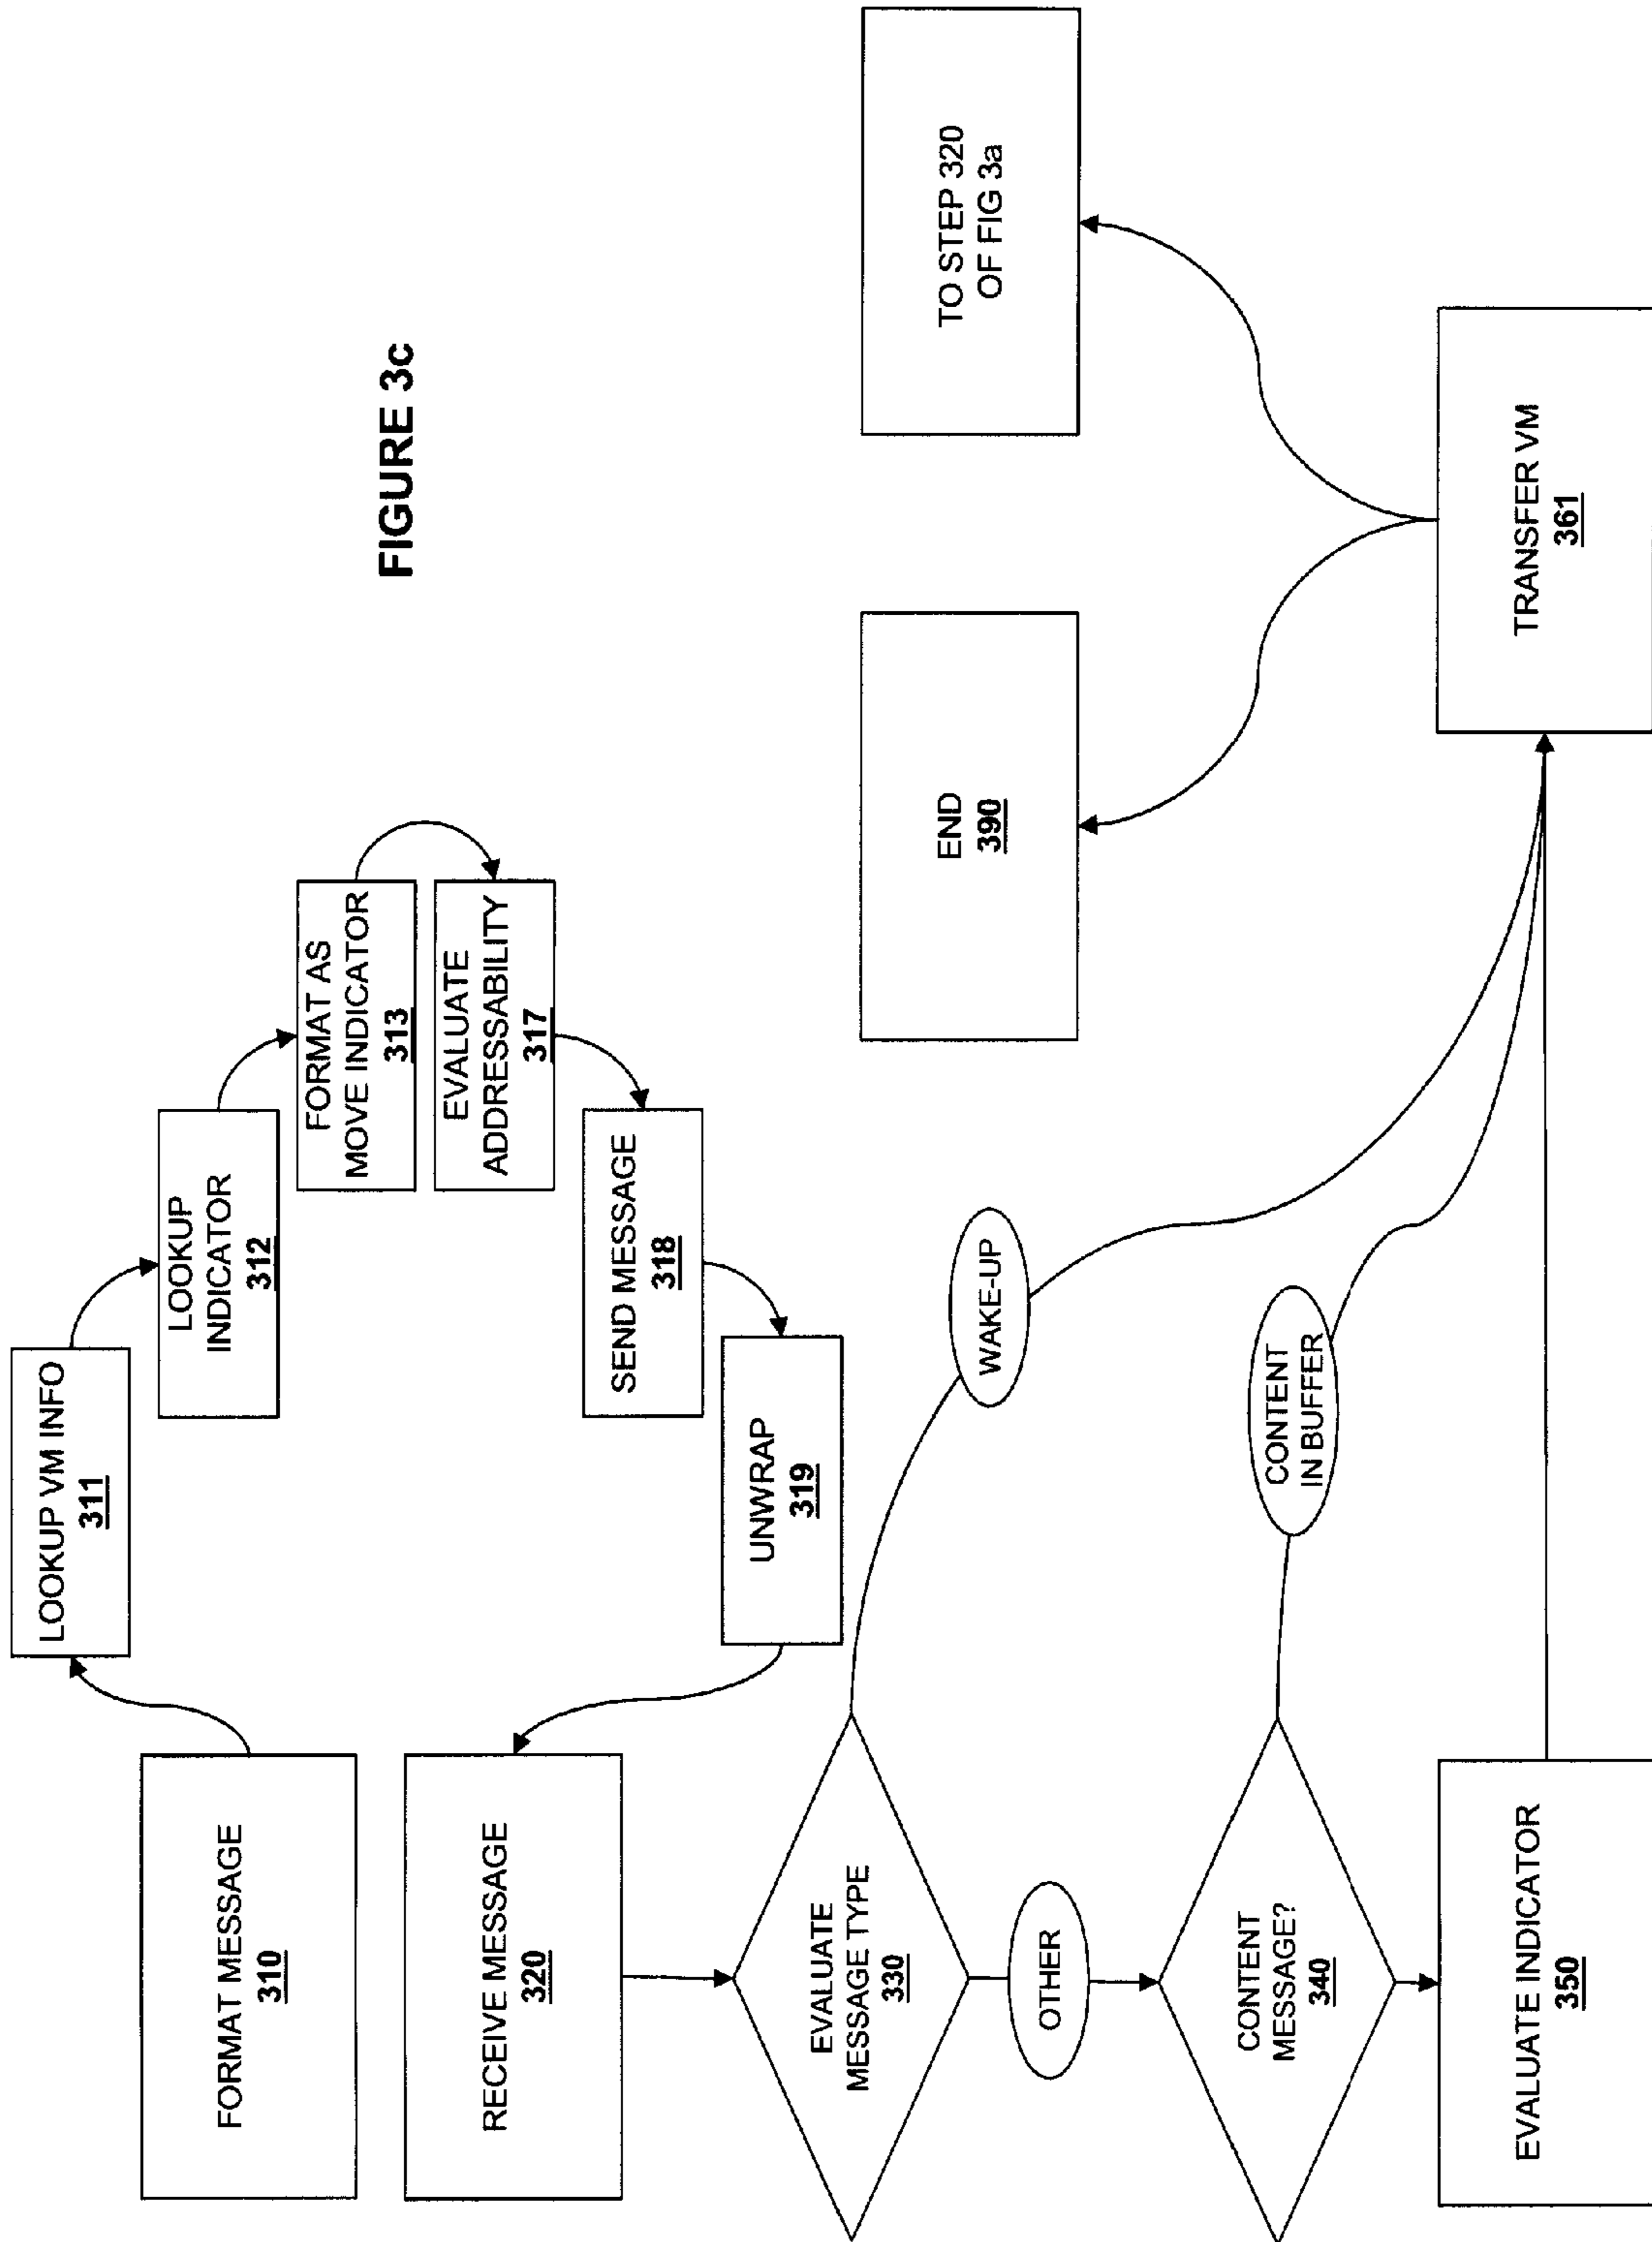 FIGURE 3c
FORMAT MESSAGE
310
LOOKUP VM INFO
311
LOOKUP
INDICATOR
312
FORMAT AS
MOVE INDICATOR
313
EVALUATE
ADDRESSABILITY
317
SEND MESSAGE
318
UNWRAP
319
RECEIVE MESSAGE
320
EVALUATE
MESSAGE TYPE
330
WAKE-UP
OTHER
CONTENT
MESSAGE?
340
CONTENT
IN BUFFER
EVALUATE INDICATOR
350
TRANSFER VM
361
END
390
TO STEP 320
OF FIG 3a